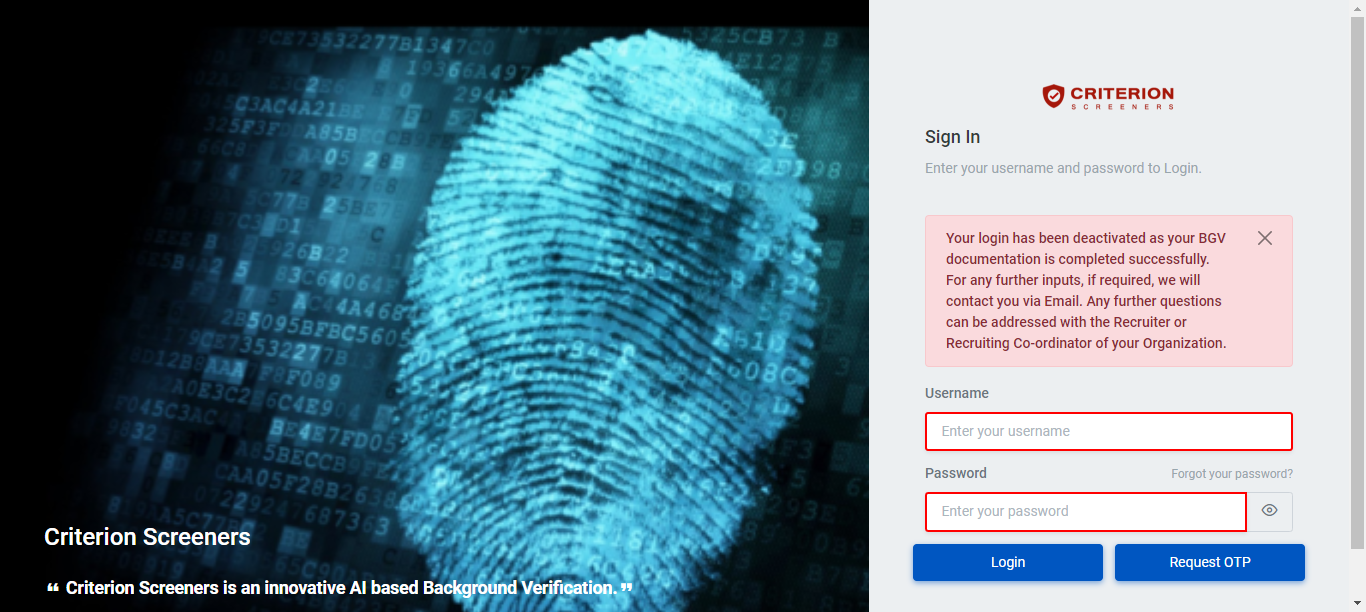 CRITERION
SCREENERS
Sign In
Enter your username and password to Login.
Your login has been deactivated as your BGV
documentation is completed successfully.
For any further inputs, if required, we will
contact you via Email. Any further questions
can be addressed with the Recruiter or
Recruiting Co-ordinator of your Organization.
Username
Enter your username
Password
Forgot your password?
Enter your password
Login
Request OTP
Criterion Screeners
❝ Criterion Screeners is an innovative AI based Background Verification. ❞